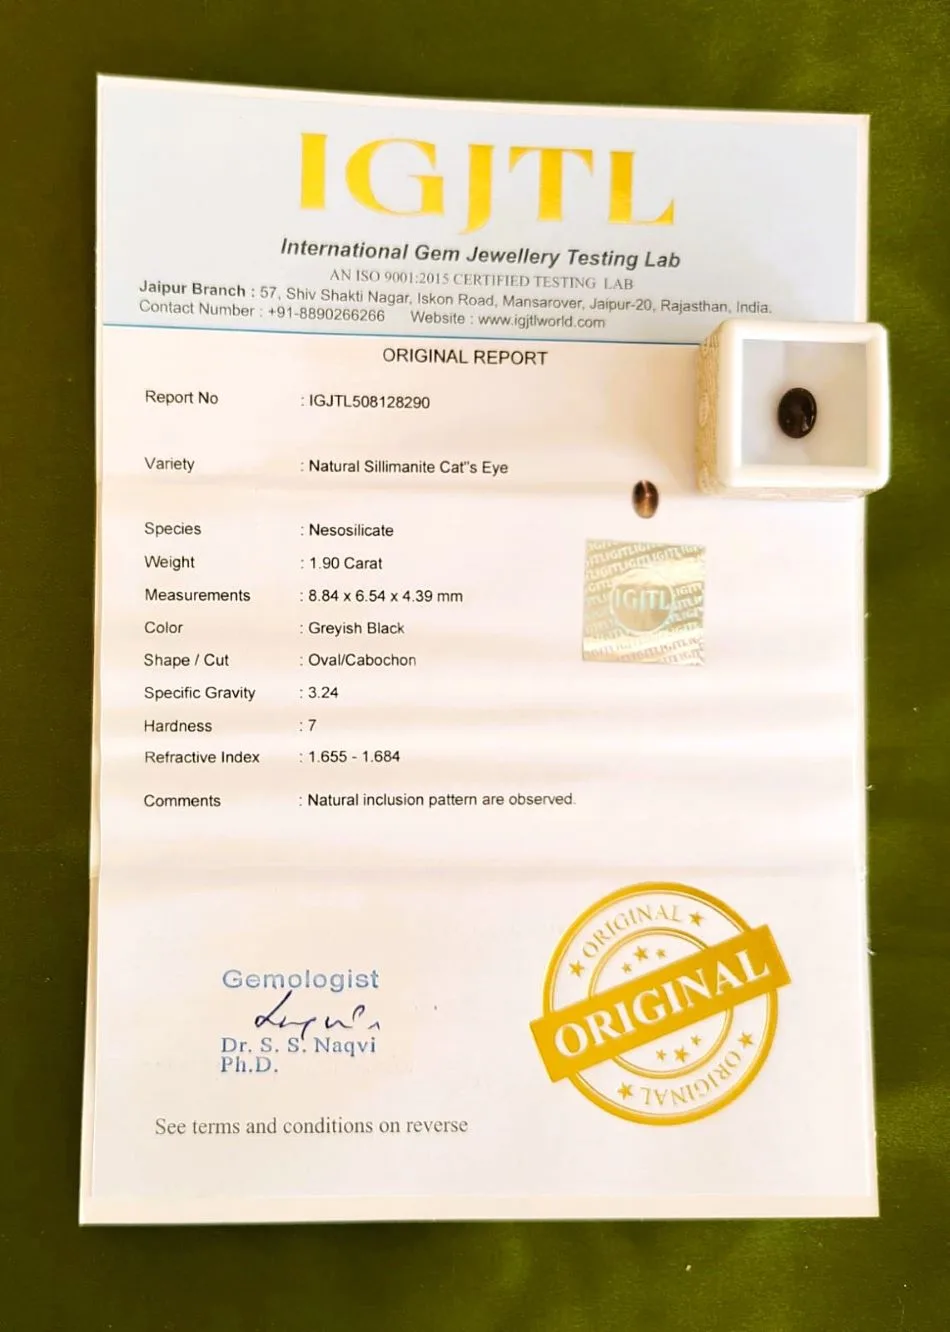 IGJTL
International Gem Jewellery Testing Lab
AN ISO 9001:2015 CERTIFIED TESTING LAB
Jaipur Branch : 57, Shiv Shakti Nagar, Iskon Road, Mansarover, Jaipur-20, Rajasthan, India.
Contact Number : +91-8890266266 Website : www.igjtlworld.com
ORIGINAL REPORT
Report No : IGJTL508128290
Variety : Natural Sillimanite Cat"s Eye
Species : Nesosilicate
Weight : 1.90 Carat
Measurements : 8.84 x 6.54 x 4.39 mm
Color : Greyish Black
Shape / Cut : Oval/Cabochon
Specific Gravity : 3.24
Hardness : 7
Refractive Index : 1.655 - 1.684
Comments : Natural inclusion pattern are observed.
IGJTL
ORIGINAL
ORIGINAL
ORIGINAL
Gemologist
Dr. S. S. Naqvi
Ph.D.
See terms and conditions on reverse